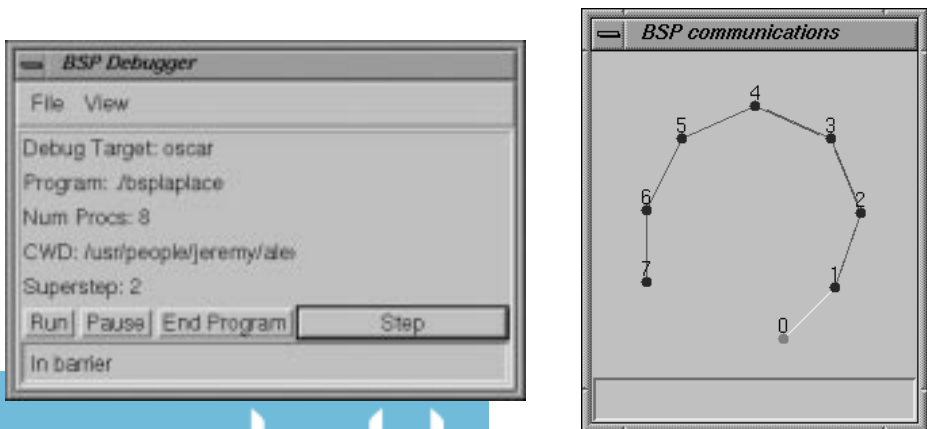 BSP Debugger
File View
Debug Target: oscar
Program: ./bsplaplace
Num Procs: 8
CWD: /usr/people/jeremy/alex
Superstep: 2
Run Pause End Program Step
In barrier
BSP communications
4
5 3
6 2
7 1
0